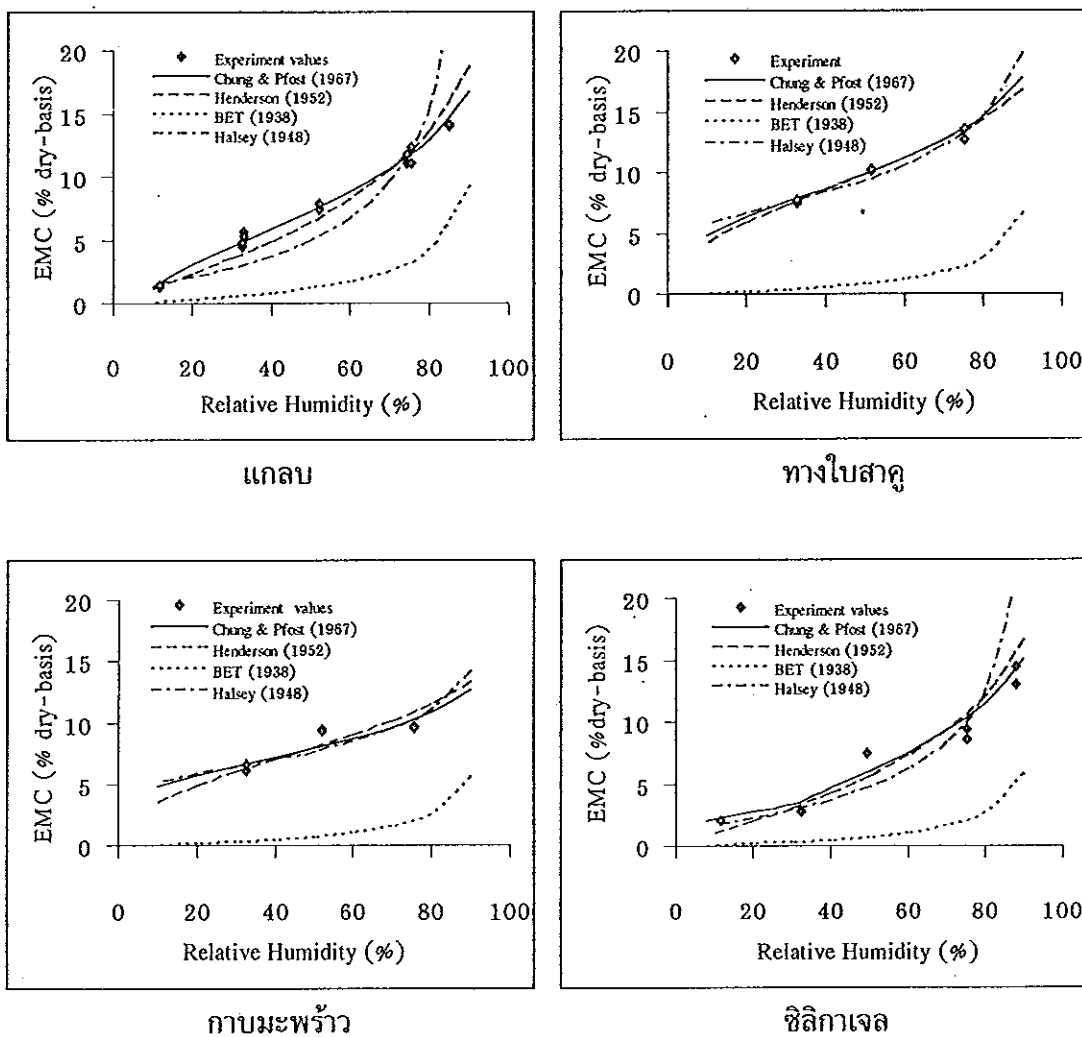 20
15
10
5
0
EMC (% dry-basis)
Experiment values
Chung & Pfost (1967)
Henderson (1952)
BET (1938)
Halsey (1948)
0 20 40 60 80 100
Relative Humidity (%)
แกลบ
20
15
10
5
0
EMC (% dry-basis)
Experiment
Chung & Pfost (1967)
Henderson (1952)
BET (1938)
Halsey (1948)
0 20 40 60 80 100
Relative Humidity (%)
ทางใบสาคู
20
15
10
5
0
EMC (% dry-basis)
Experiment values
Chung & Pfost (1967)
Henderson (1952)
BET (1938)
Halsey (1948)
0 20 40 60 80 100
Relative Humidity (%)
กาบมะพร้าว
20
15
10
5
0
EMC (%dry-basis)
Experiment values
Chung & Pfost (1967)
Henderson (1952)
BET (1938)
Halsey (1948)
0 20 40 60 80 100
Relative Humidity (%)
ซิลิกาเจล